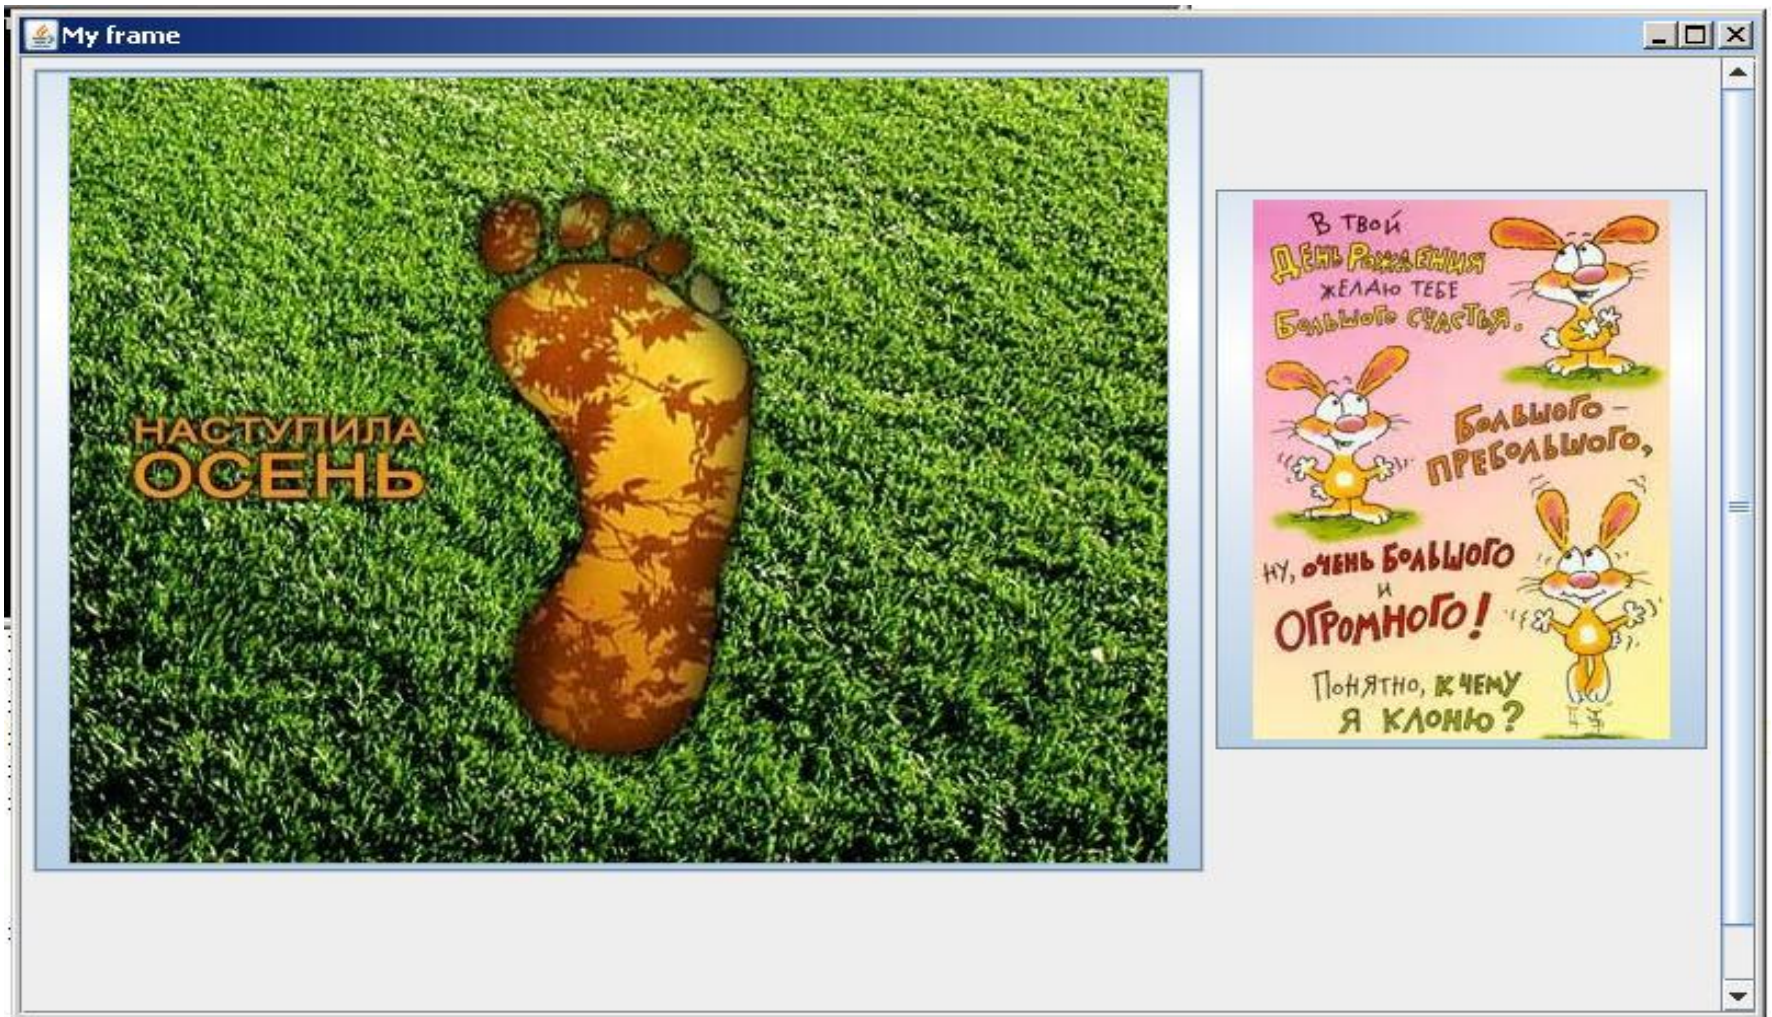 My frame
НАСТУПИЛА
ОСЕНЬ
В твой
День Рождения
желаю тебе
Большого счастья.
Большого –
пребольшого,
ну, очень большого
и
Огромного!
Понятно, к чему
я клоню?